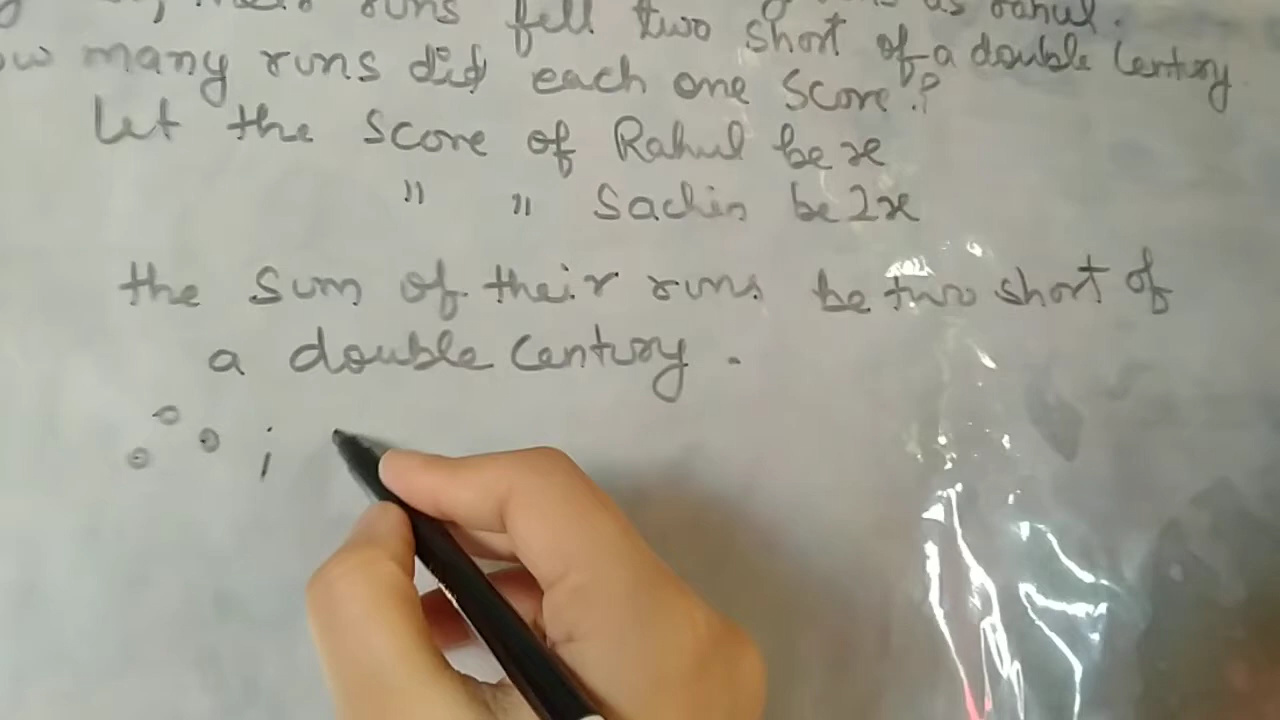 runs fell two short of a double Century
many runs did each one Score?
let the score of Rahul be x
" " Sachin be 2x
the sum of their runs be two short of
a double Century.
∴ i